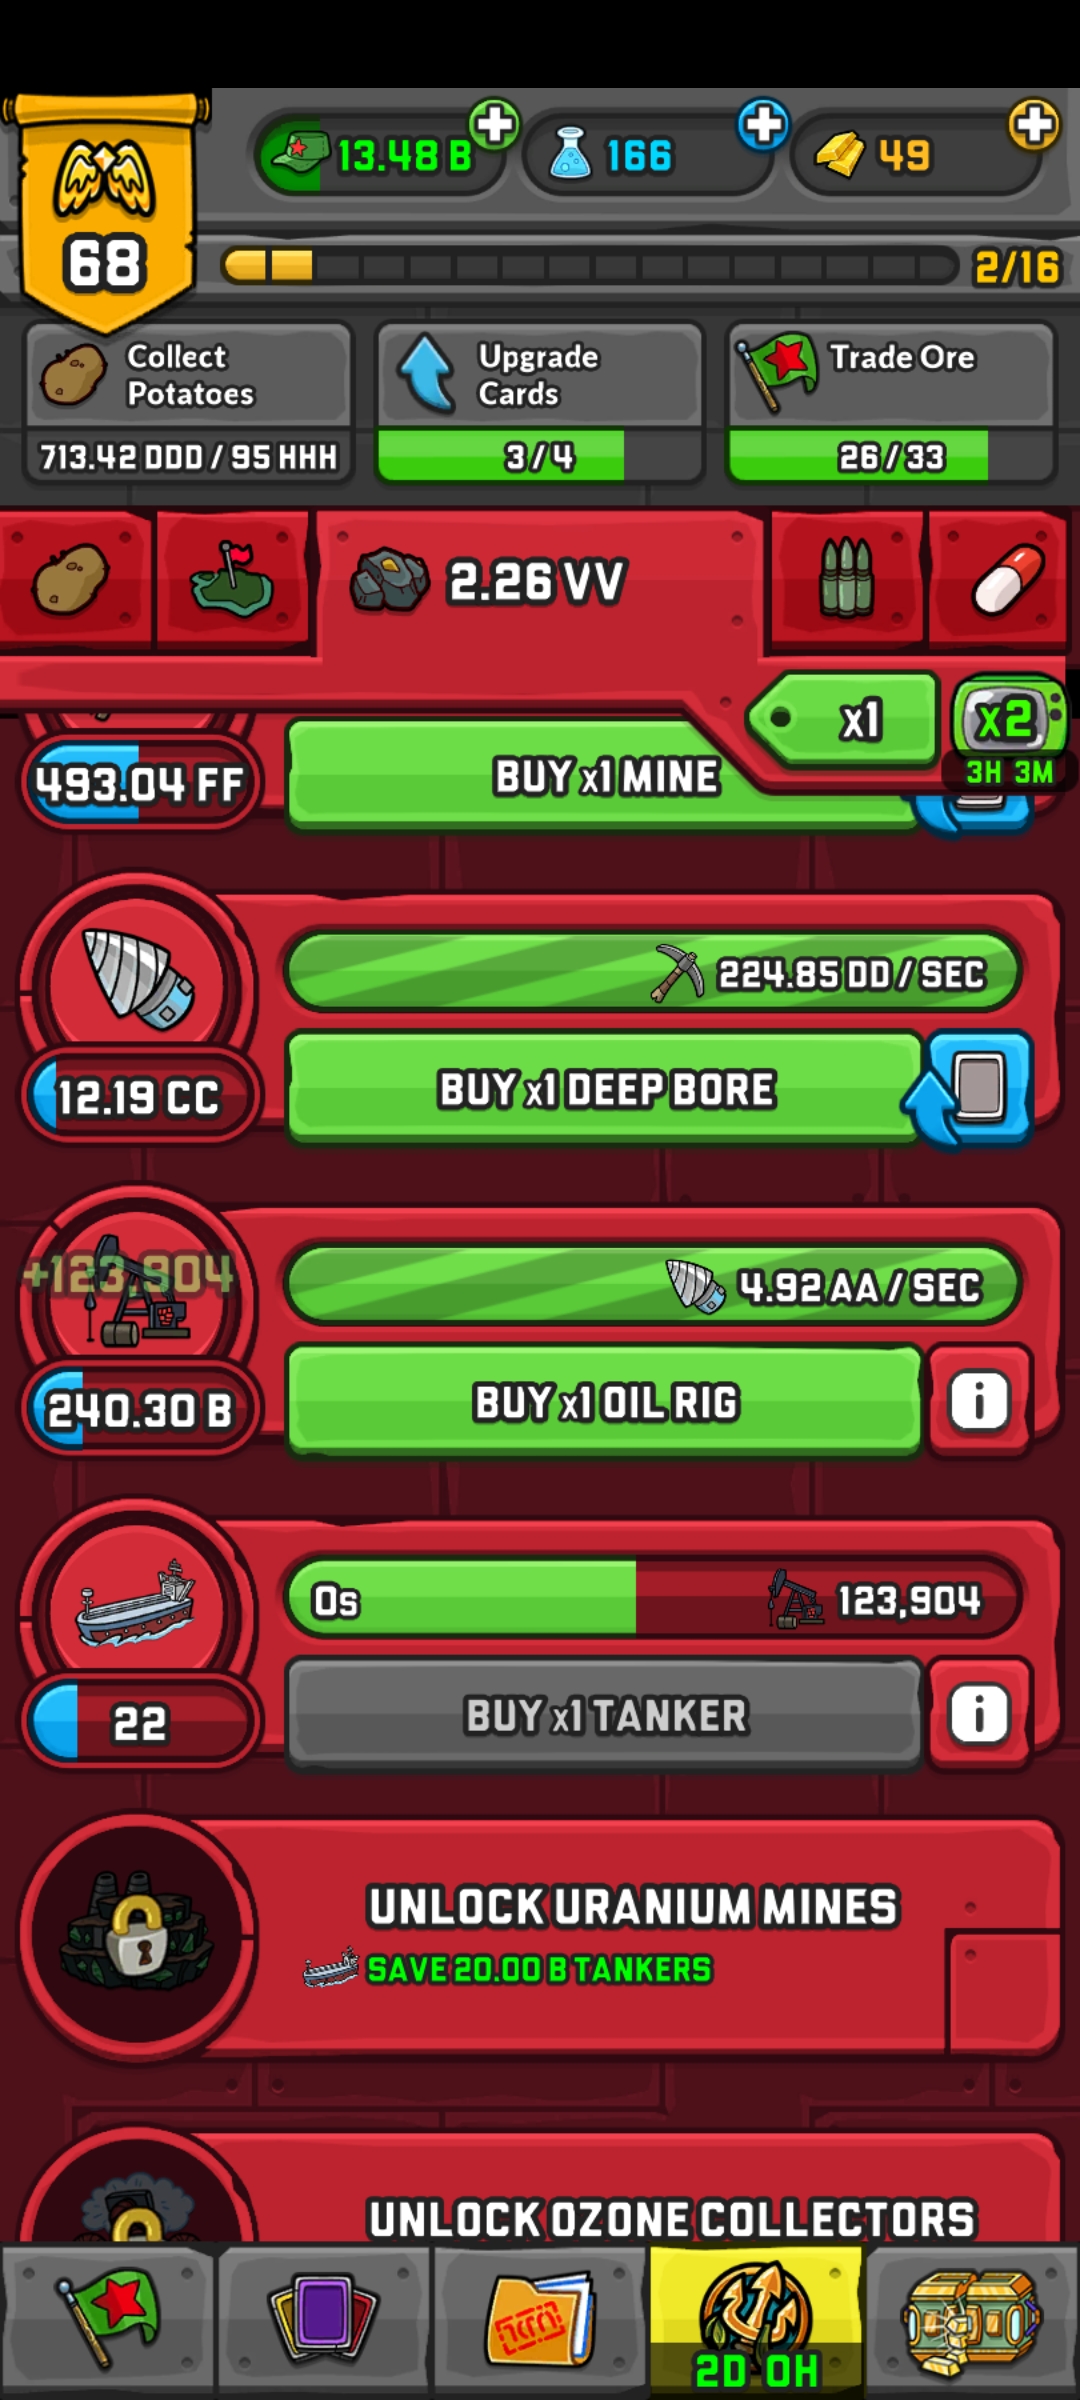 13.48 B
166
49
68
2/16
Collect
Potatoes
713.42 DDD / 95 HHH
Upgrade
Cards
3/4
Trade Ore
26/33
2.26 VV
x1
x2
3H 3M
493.04 FF
BUY x1 MINE
224.85 DD / SEC
12.19 CC
BUY x1 DEEP BORE
+123,904
4.92 AA / SEC
240.30 B
BUY x1 OIL RIG
i
0s
123,904
22
BUY x1 TANKER
i
UNLOCK URANIUM MINES
SAVE 20.00 B TANKERS
UNLOCK OZONE COLLECTORS
2D 0H